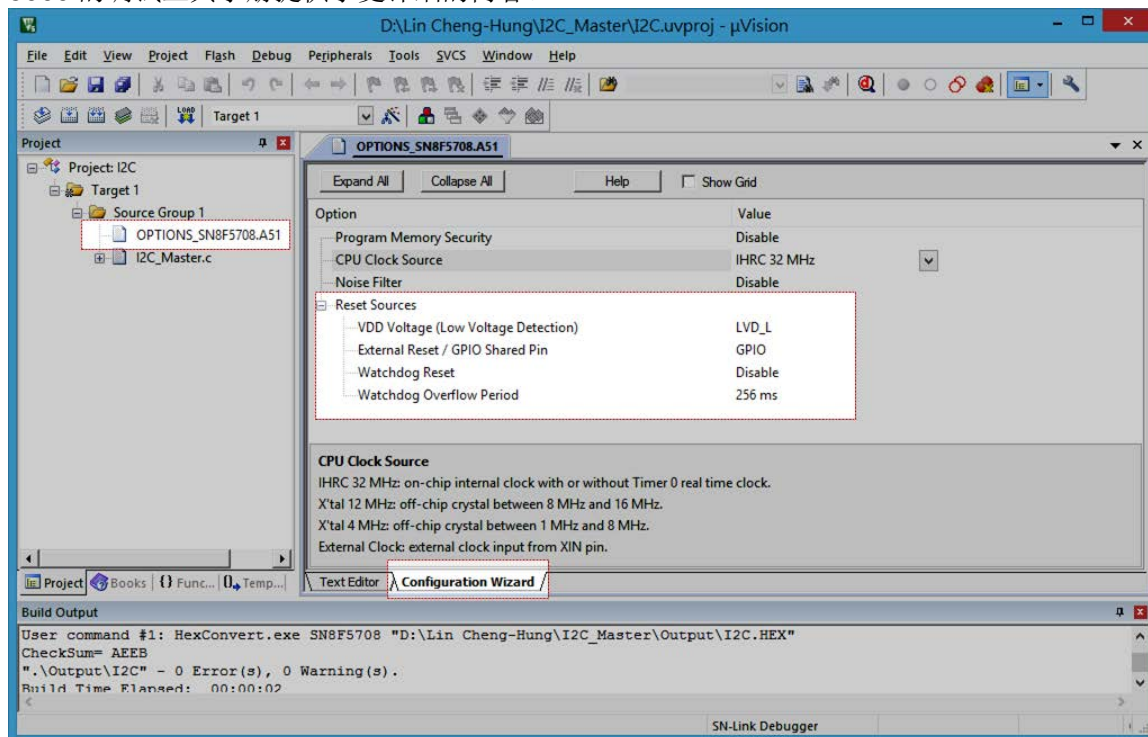 D:\Lin Cheng-Hung\I2C_Master\I2C.uvproj - µVision
File Edit View Project Flash Debug Peripherals Tools SVCS Window Help
Target 1
Project
Project: I2C
Target 1
Source Group 1
OPTIONS_SN8F5708.A51
I2C_Master.c
OPTIONS_SN8F5708.A51
Expand All Collapse All Help Show Grid
Option Value
Program Memory Security Disable
CPU Clock Source IHRC 32 MHz
Noise Filter Disable
Reset Sources
VDD Voltage (Low Voltage Detection) LVD_L
External Reset / GPIO Shared Pin GPIO
Watchdog Reset Disable
Watchdog Overflow Period 256 ms
CPU Clock Source
IHRC 32 MHz: on-chip internal clock with or without Timer 0 real time clock.
X'tal 12 MHz: off-chip crystal between 8 MHz and 16 MHz.
X'tal 4 MHz: off-chip crystal between 1 MHz and 8 MHz.
External Clock: external clock input from XIN pin.
Project Books {} Func... Temp...
Text Editor Configuration Wizard
Build Output
User command #1: HexConvert.exe SN8F5708 "D:\Lin Cheng-Hung\I2C_Master\Output\I2C.HEX"
CheckSum= AEEB
".\Output\I2C" - 0 Error(s), 0 Warning(s).
Build Time Elapsed: 00:00:02
SN-Link Debugger